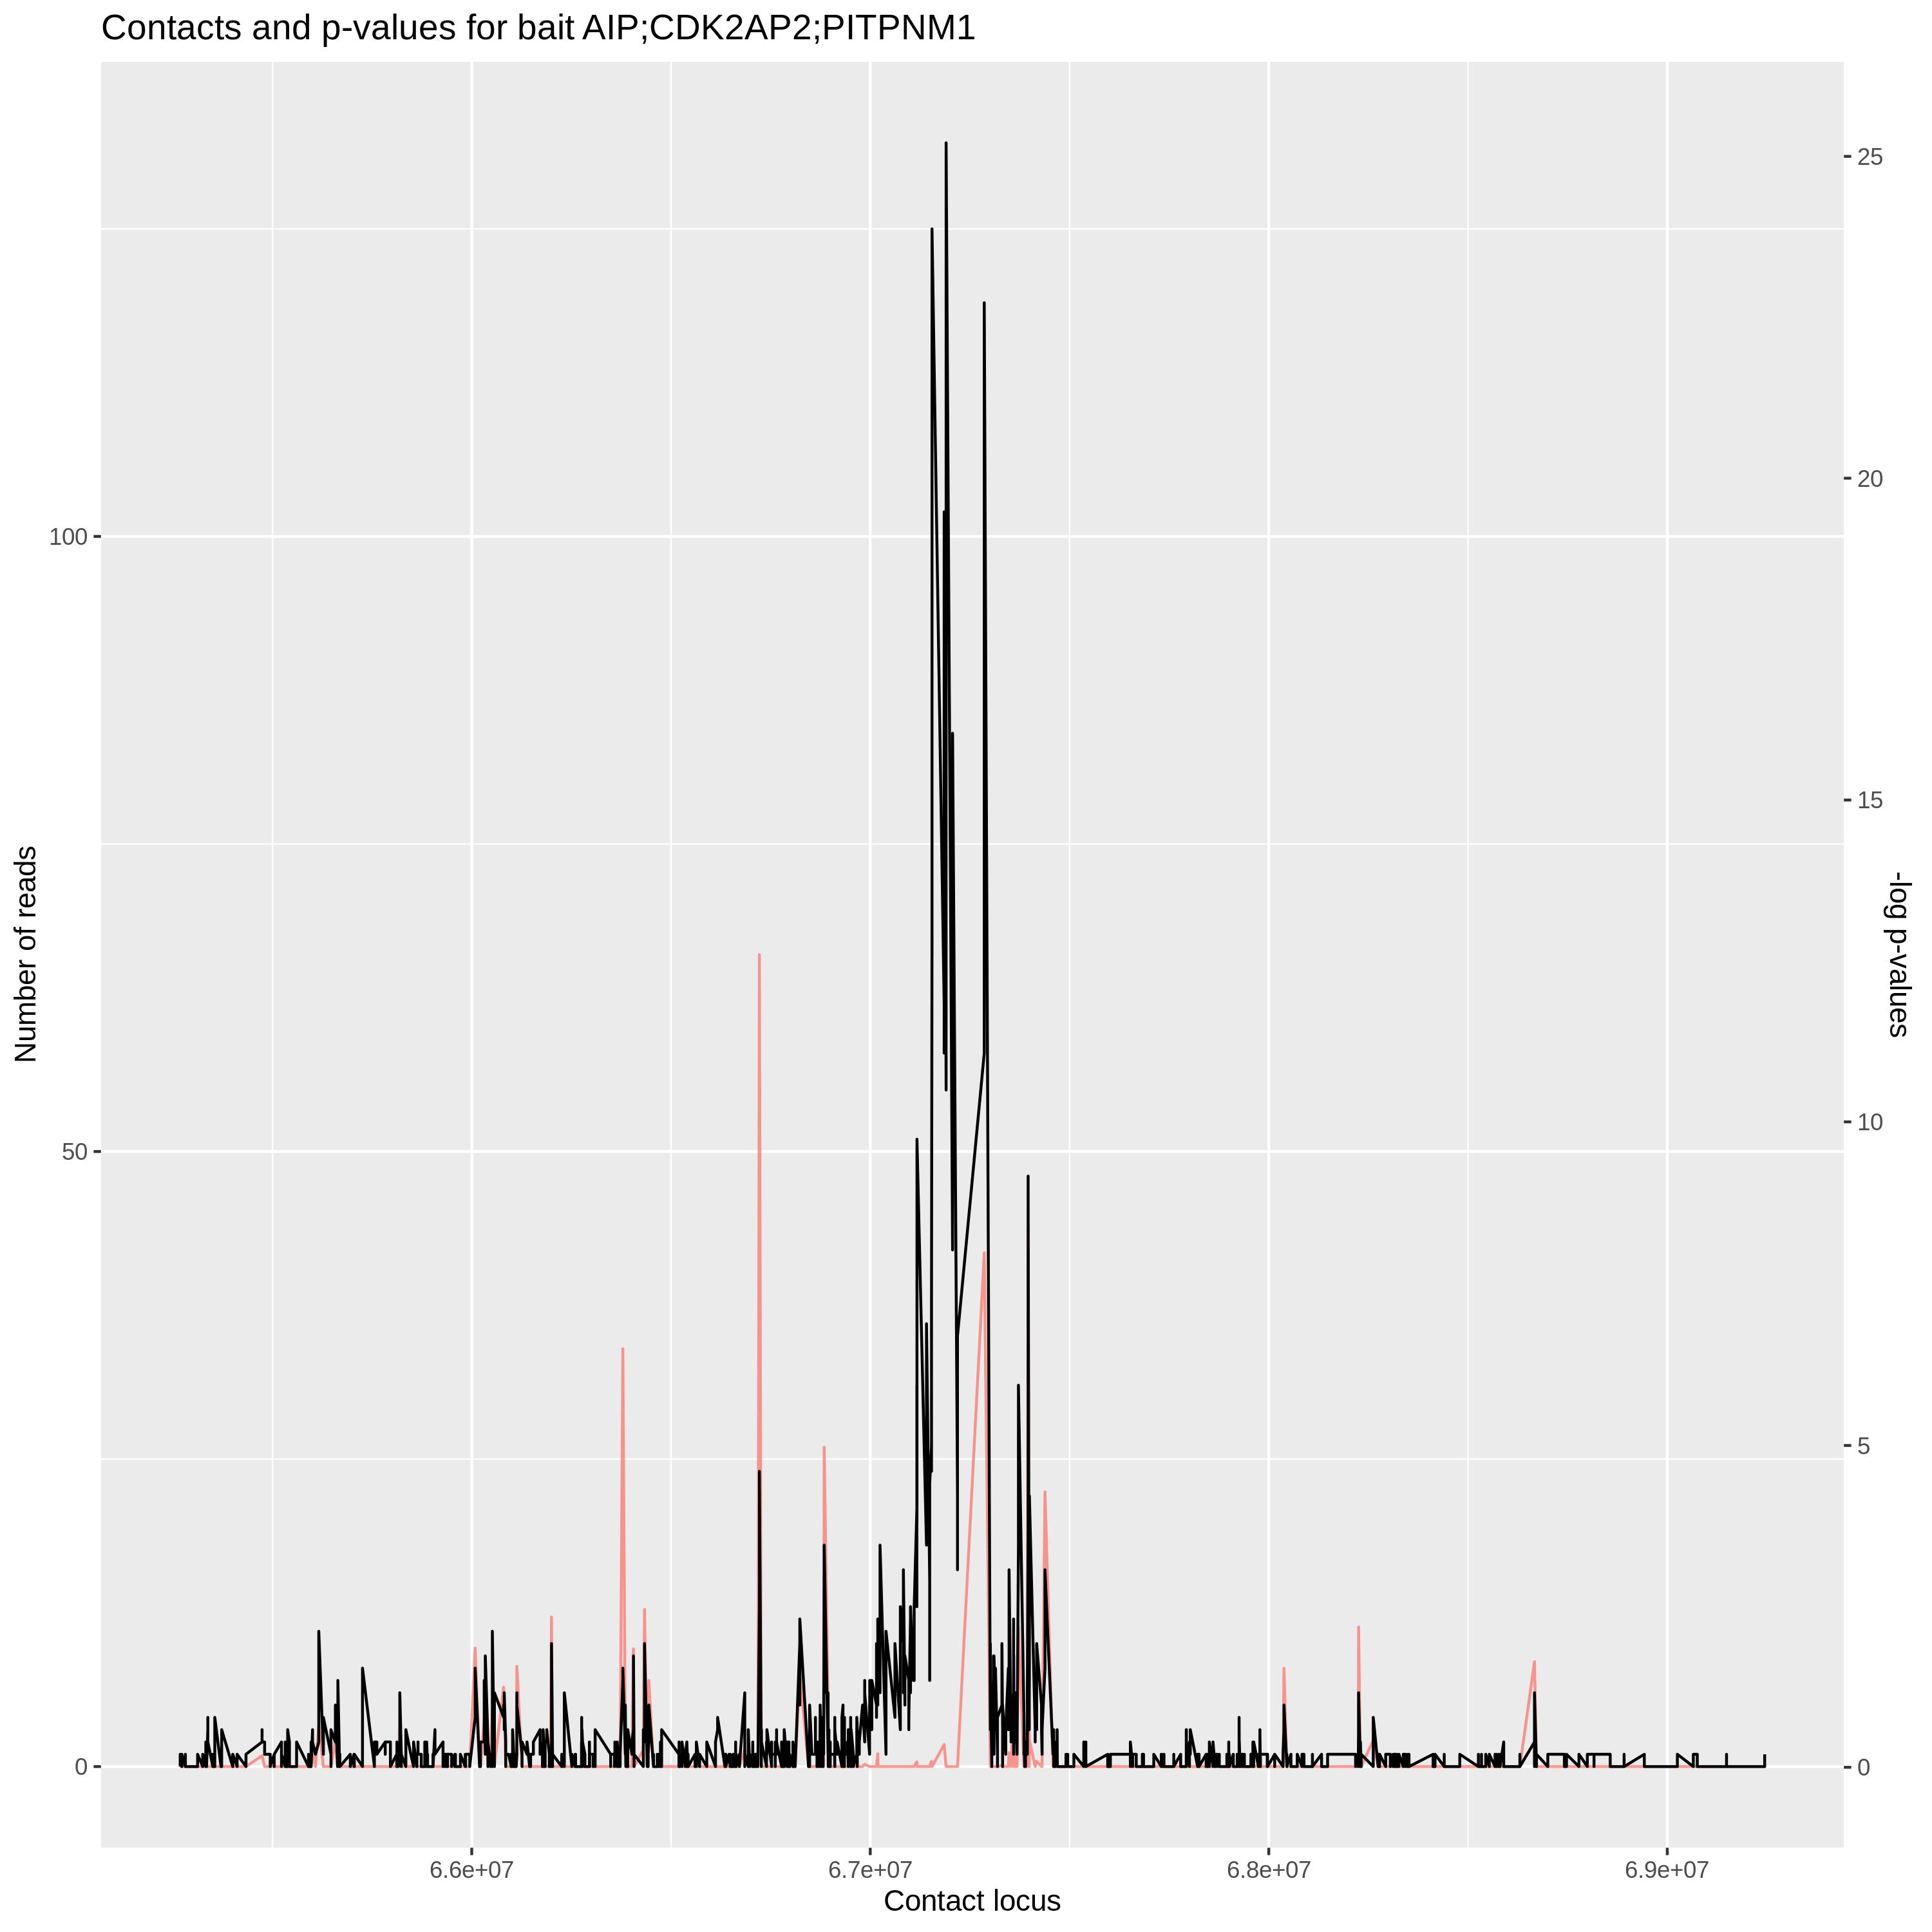 Contacts and p-values for bait AIP;CDK2AP2;PITPNM1
Number of reads
100
50
0
25
20
15
10
5
0
-log p-values
6.6e+07
6.7e+07
6.8e+07
6.9e+07
Contact locus